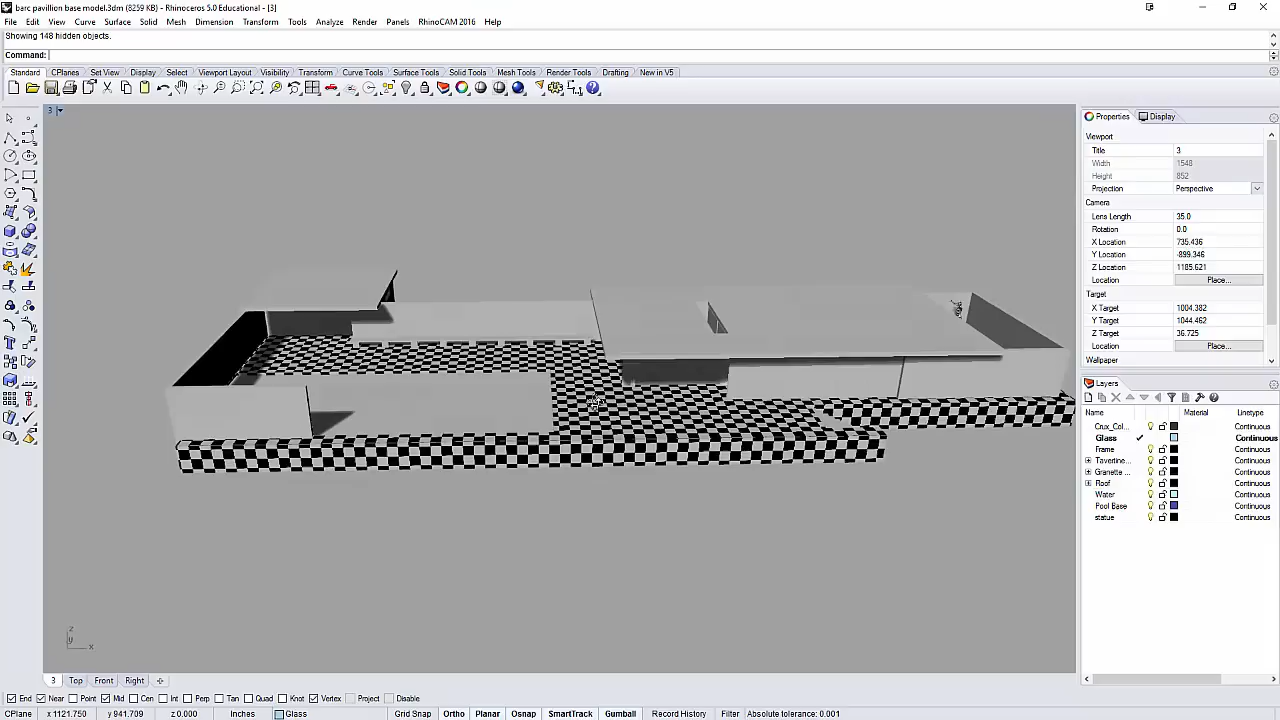 barc pavillion base model.3dm (8259 KB) - Rhinoceros 5.0 Educational - [3]
File Edit View Curve Surface Solid Mesh Dimension Transform Tools Analyze Render Panels RhinoCAM 2016 Help
Showing 148 hidden objects.
Command:
Standard CPlanes Set View Display Select Viewport Layout Visibility Transform Curve Tools Surface Tools Solid Tools Mesh Tools Render Tools Drafting New in V5
3
Properties Display
Viewport
Title 3
Width 1548
Height 852
Projection Perspective
Camera
Lens Length 35.0
Rotation 0.0
X Location 735.436
Y Location -899.346
Z Location 1185.621
Location Place...
Target
X Target 1004.382
Y Target 1044.462
Z Target 36.725
Location Place...
Wallpaper
Layers
Name Material Linetype
Crux_Col... Continuous
Glass Continuous
Frame Continuous
Tavertine... Continuous
Granette ... Continuous
Roof Continuous
Water Continuous
Pool Base Continuous
statue Continuous
z
y
x
3 Top Front Right
End Near Point Mid Cen Int Perp Tan Quad Knot Vertex Project Disable
CPlane x 1121.750 y 941.709 z 0.000 Inches Glass Grid Snap Ortho Planar Osnap SmartTrack Gumball Record History Filter Absolute tolerance: 0.001